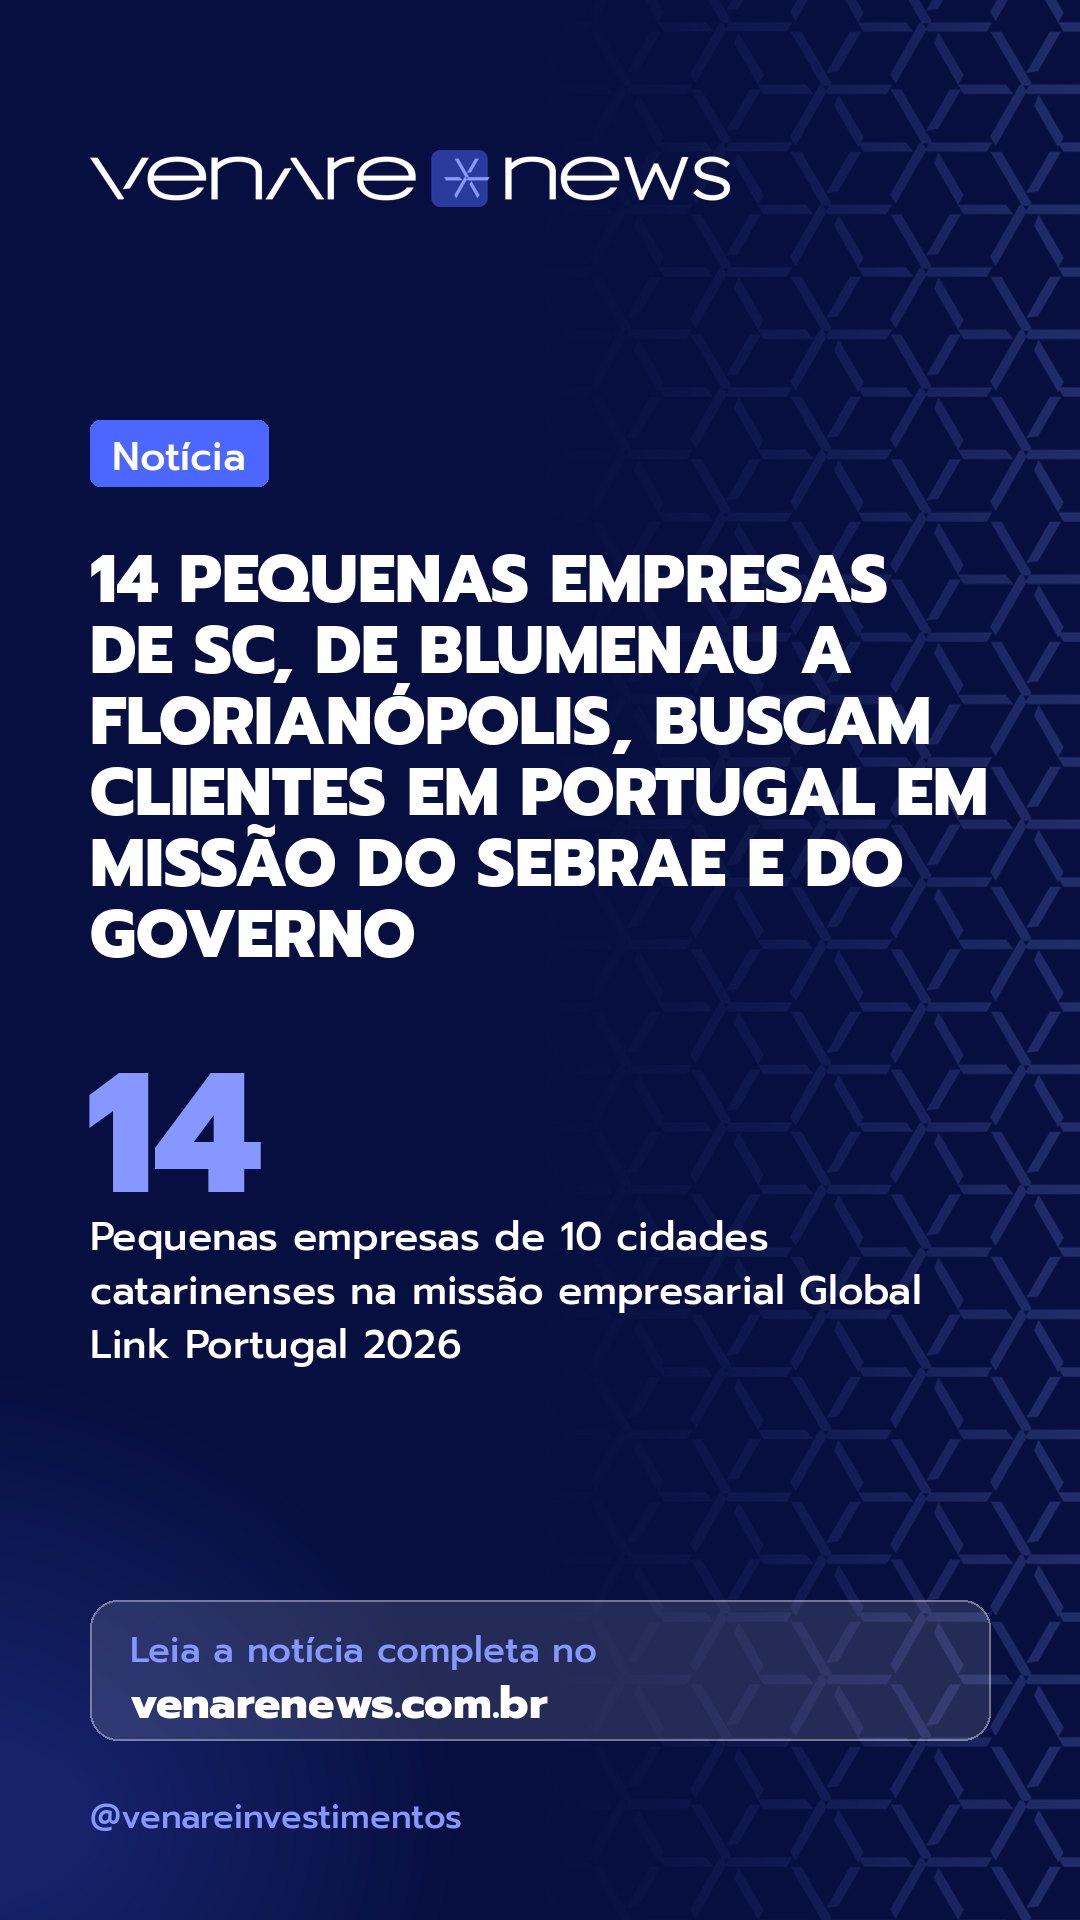 venare news
Notícia
14 PEQUENAS EMPRESAS
DE SC, DE BLUMENAU A
FLORIANÓPOLIS, BUSCAM
CLIENTES EM PORTUGAL EM
MISSÃO DO SEBRAE E DO
GOVERNO
14
Pequenas empresas de 10 cidades
catarinenses na missão empresarial Global
Link Portugal 2026
Leia a notícia completa no
venarenews.com.br
@venareinvestimentos